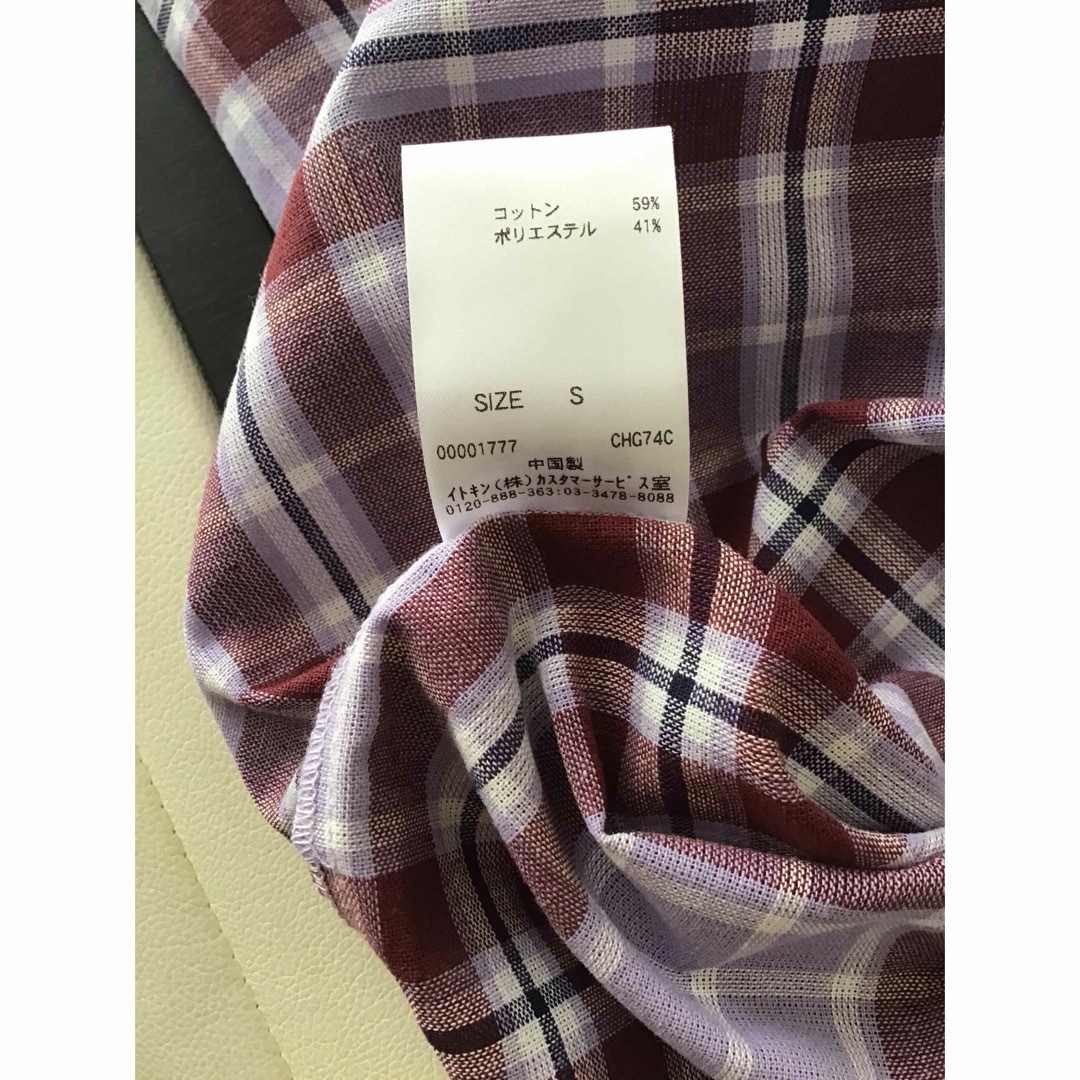 コットン 59%
ポリエステル 41%
SIZE S
00001777 CHG74C
中国製
イトキン(株)カスタマーサービス室
0120-888-363:03-3478-8088